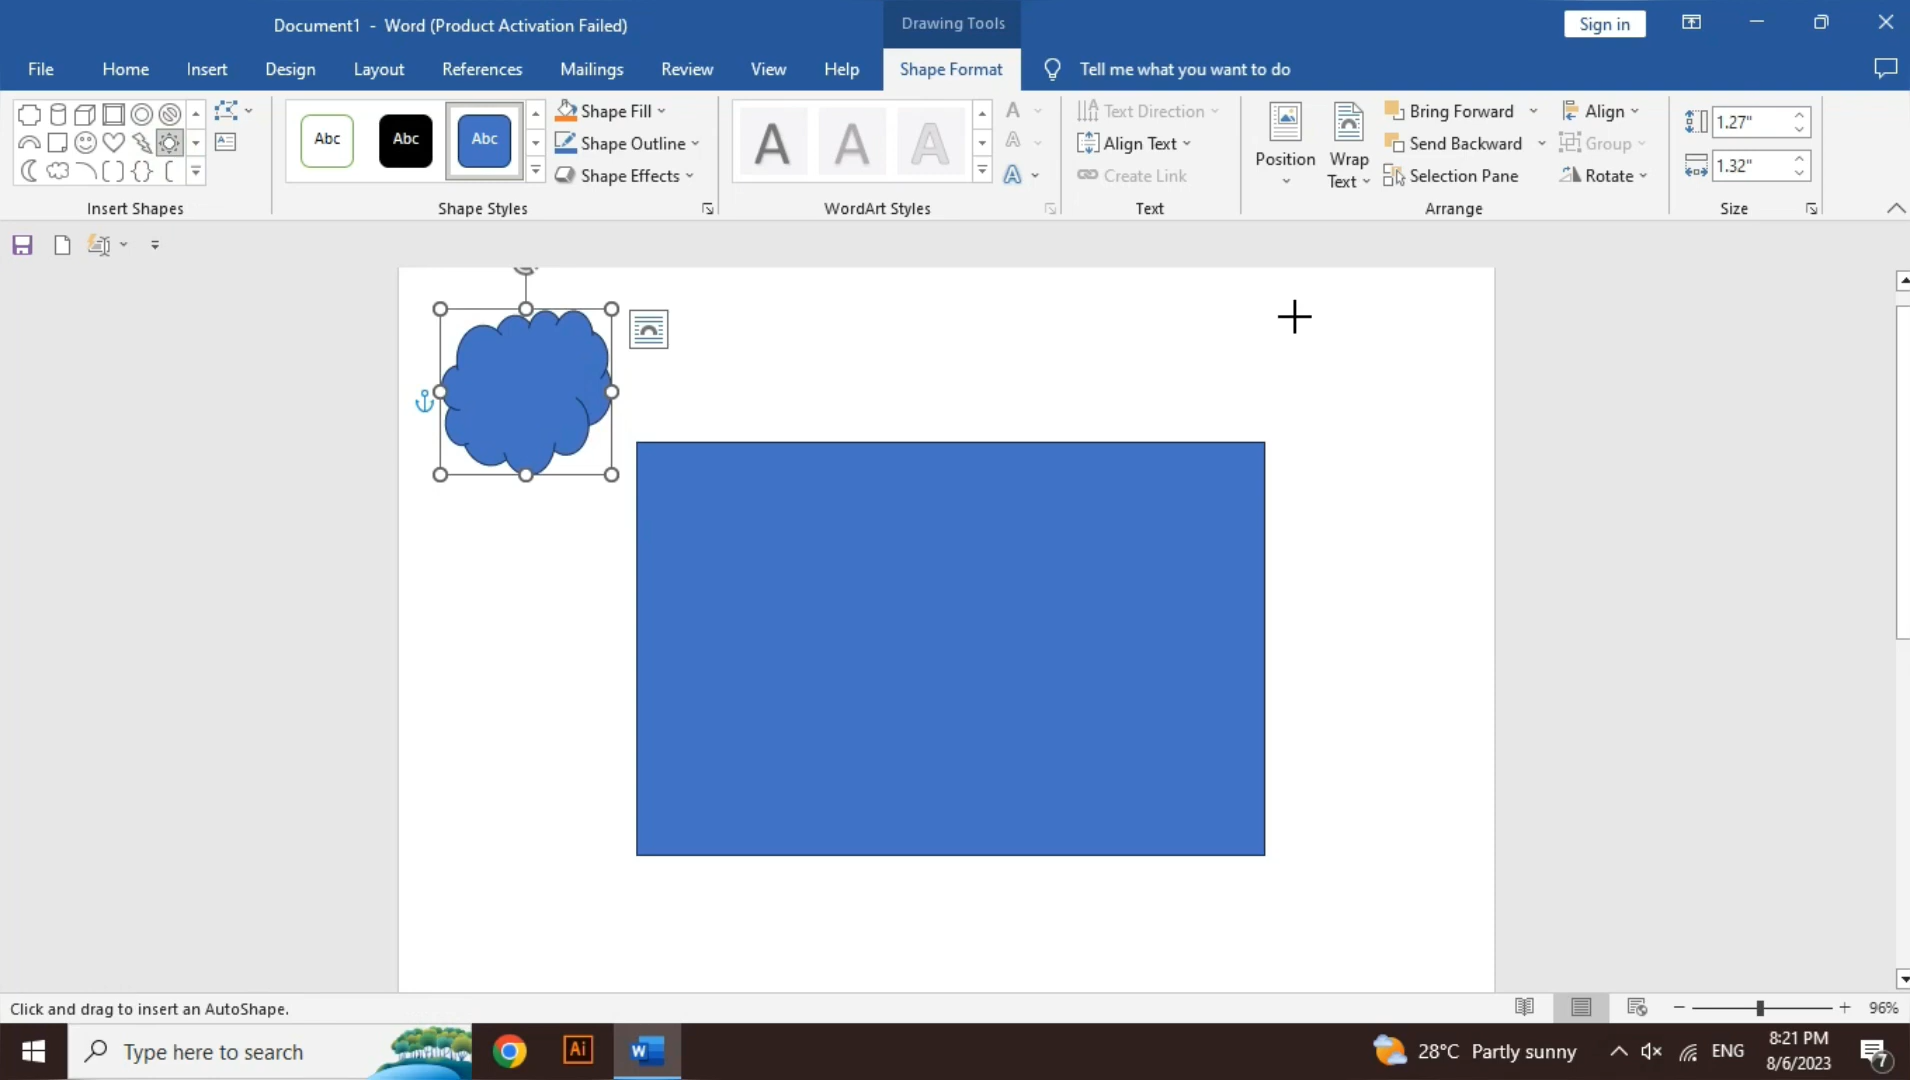 Document1 - Word (Product Activation Failed)
Drawing Tools
Sign in
File Home Insert Design Layout References Mailings Review View Help Shape Format Tell me what you want to do
Abc Abc Abc
Shape Fill
Shape Outline
Shape Effects
A A A
A
A
A
Text Direction
Align Text
Create Link
Position
Wrap
Text
Bring Forward
Send Backward
Selection Pane
Align
Group
Rotate
1.27"
1.32"
Insert Shapes
Shape Styles
WordArt Styles
Text
Arrange
Size
Click and drag to insert an AutoShape.
96%
Type here to search
Ai
W
28°C Partly sunny
ENG
8:21 PM
8/6/2023
7